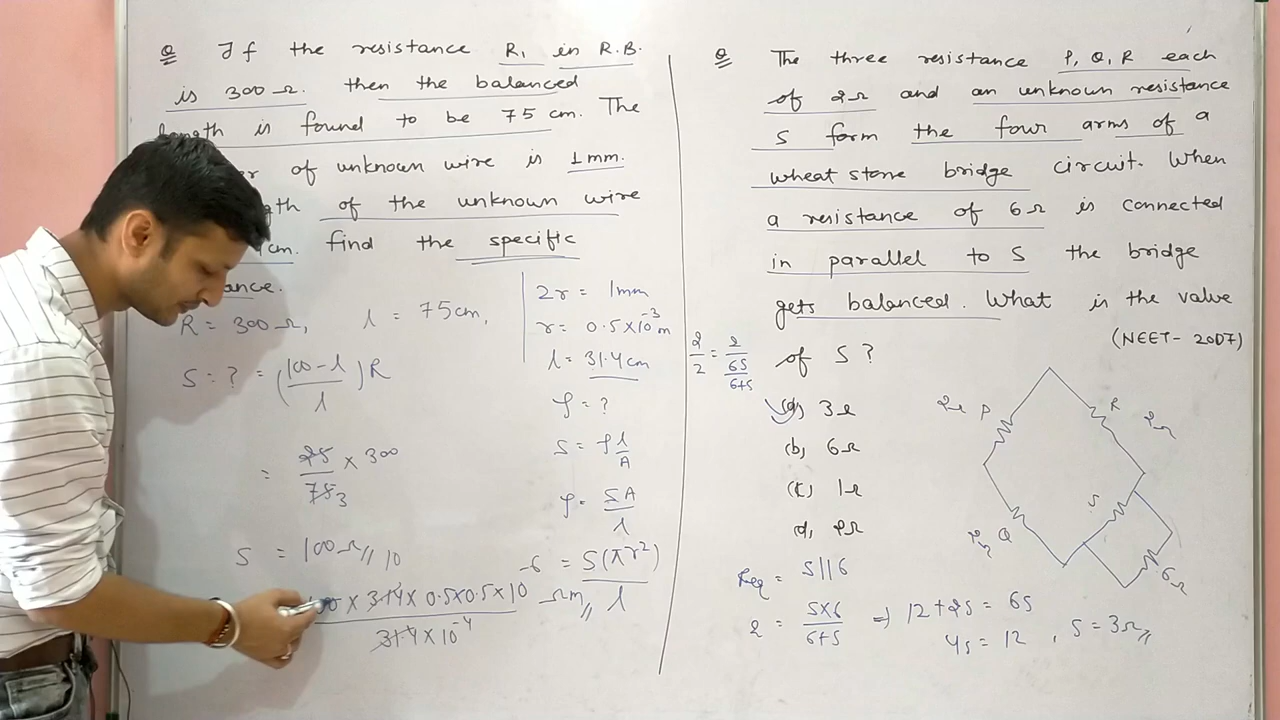 Q If the resistance R₁ in R.B.
is 300 Ω. then the balanced
length is found to be 75 cm. The
of unknown wire is 1mm.
of the unknown wire
cm. find the specific
R = 300 Ω, l = 75 cm,
S = ? = (100 - l / l) R
= 25/75 3 × 300
S = 100 Ω // 10
× 3.14 × 0.5 × 0.5 × 10 -6 Ωm //
3.14 × 10⁻⁴
2r = 1mm
r = 0.5 × 10⁻³ m
l = 31.4 cm
ρ = ?
S = ρ l/A
ρ = SA/l
= S(πr²)/l
Q The three resistance P, Q, R each
of 2Ω and an unknown resistance
S form the four arms of a
wheat stone bridge circuit. When
a resistance of 6Ω is connected
in parallel to S the bridge
gets balanced. What is the value
of S ?
(NEET - 2007)
2/2 = 2/(6S/6+S)
(a) 3Ω
(b) 6Ω
(c) 1Ω
(d) 2Ω
Req = S||6
2 = S×6/6+S ⇒ 12 + 2S = 6S
4S = 12 , S = 3Ω //
2Ω P
R 2Ω
2Ω Q
S
6Ω